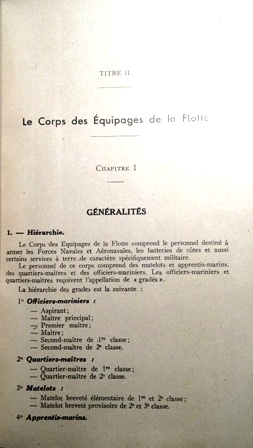 TITRE II
Le Corps des Équipages de la Flotte
CHAPITRE I
GÉNÉRALITÉS
1. — Hiérarchie.
Le Corps des Equipages de la Flotte comprend le personnel destiné à
armer les Forces Navales et Aéronavales, les batteries de côtes et aussi
certains services à terre de caractère spécifiquement militaire.
Le personnel de ce corps comprend des matelots et apprentis-marins,
des quartiers-maîtres et des officiers-mariniers. Les officiers-mariniers et
quartiers-maîtres reçoivent l'appellation de « gradés ».
La hiérarchie des grades est la suivante :
1° Officiers-mariniers :
— Aspirant ;
— Maître principal ;
— Premier maître ;
— Maître ;
— Second-maître de 1re classe ;
— Second-maître de 2e classe.
2° Quartiers-maîtres :
— Quartier-maître de 1re classe ;
— Quartier-maître de 2e classe.
3° Matelots :
— Matelot breveté élémentaire de 1re et 2e classe ;
— Matelot breveté provisoire de 2e et 3e classe.
4° Apprentis-marins.